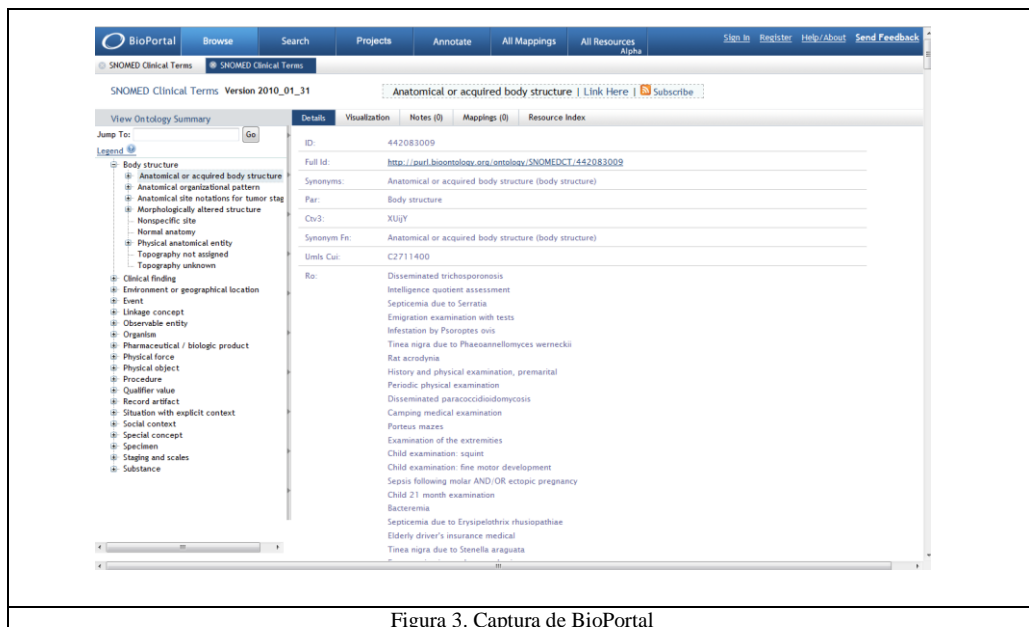 BioPortal Browse Search Projects Annotate All Mappings All Resources Alpha Sign In Register Help/About Send Feedback
SNOMED Clinical Terms SNOMED Clinical Terms
SNOMED Clinical Terms Version 2010_01_31 Anatomical or acquired body structure | Link Here | Subscribe
View Ontology Summary
Jump To: Go
Legend
Body structure
Anatomical or acquired body structure
Anatomical organizational pattern
Anatomical site notations for tumor stag
Morphologically altered structure
Nonspecific site
Normal anatomy
Physical anatomical entity
Topography not assigned
Topography unknown
Clinical finding
Environment or geographical location
Event
Linkage concept
Observable entity
Organism
Pharmaceutical / biologic product
Physical force
Physical object
Procedure
Qualifier value
Record artifact
Situation with explicit context
Social context
Special concept
Specimen
Staging and scales
Substance
Details Visualization Notes (0) Mappings (0) Resource Index
ID: 442083009
Full Id: http://purl.bioontology.org/ontology/SNOMEDCT/442083009
Synonyms: Anatomical or acquired body structure (body structure)
Par: Body structure
Ctv3: XUijY
Synonym Fn: Anatomical or acquired body structure (body structure)
Umls Cui: C2711400
Ro: Disseminated trichosporonosis
Intelligence quotient assessment
Septicemia due to Serratia
Emigration examination with tests
Infestation by Psoroptes ovis
Tinea nigra due to Phaeoannellomyces werneckii
Rat acrodynia
History and physical examination, premarital
Periodic physical examination
Disseminated paracoccidioidomycosis
Camping medical examination
Porteus mazes
Examination of the extremities
Child examination: squint
Child examination: fine motor development
Sepsis following molar AND/OR ectopic pregnancy
Child 21 month examination
Bacteremia
Septicemia due to Erysipelothrix rhusiopathiae
Elderly driver's insurance medical
Tinea nigra due to Stenella araguata
Figura 3. Captura de BioPortal